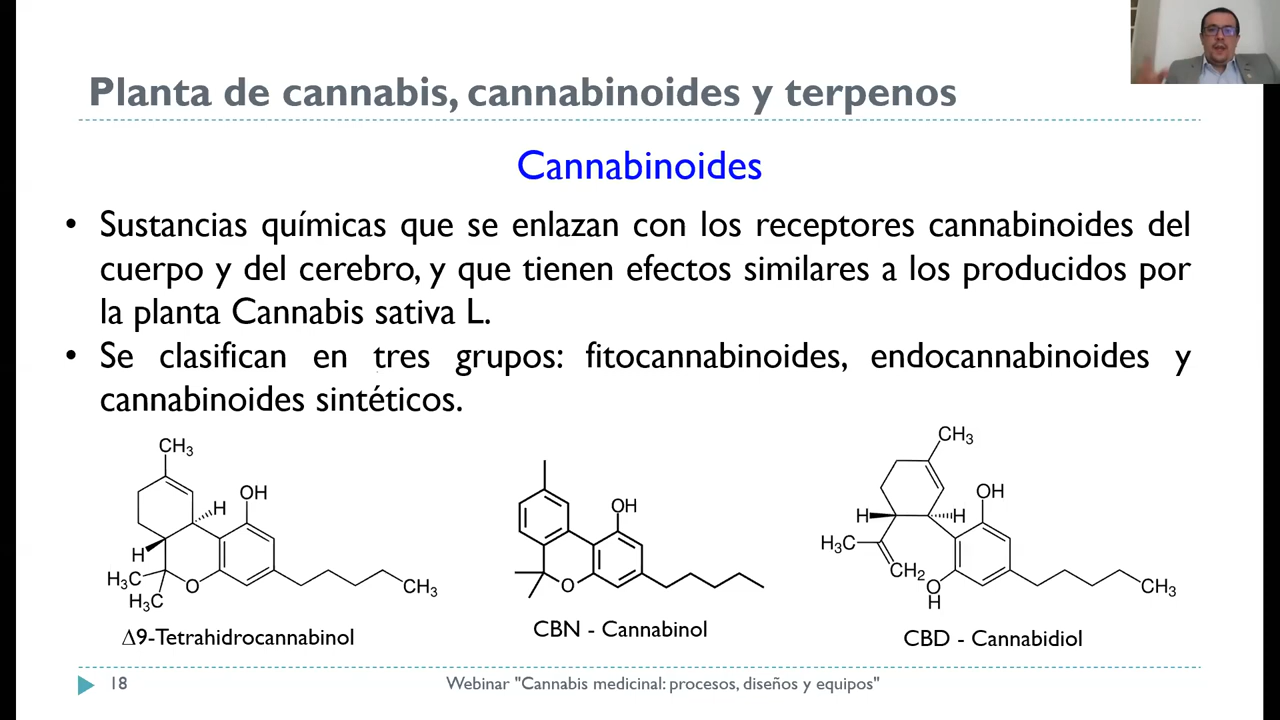 Planta de cannabis, cannabinoides y terpenos
Cannabinoides
• Sustancias químicas que se enlazan con los receptores cannabinoides del
cuerpo y del cerebro, y que tienen efectos similares a los producidos por
la planta Cannabis sativa L.
• Se clasifican en tres grupos: fitocannabinoides, endocannabinoides y
cannabinoides sintéticos.
CH₃
OH
H
H
H₃C
H₃C
O
CH₃
Δ9-Tetrahidrocannabinol
OH
O
CBN - Cannabinol
CH₃
OH
H
H
H₃C
CH₂
O
H
CH₃
CBD - Cannabidiol
18
Webinar "Cannabis medicinal: procesos, diseños y equipos"